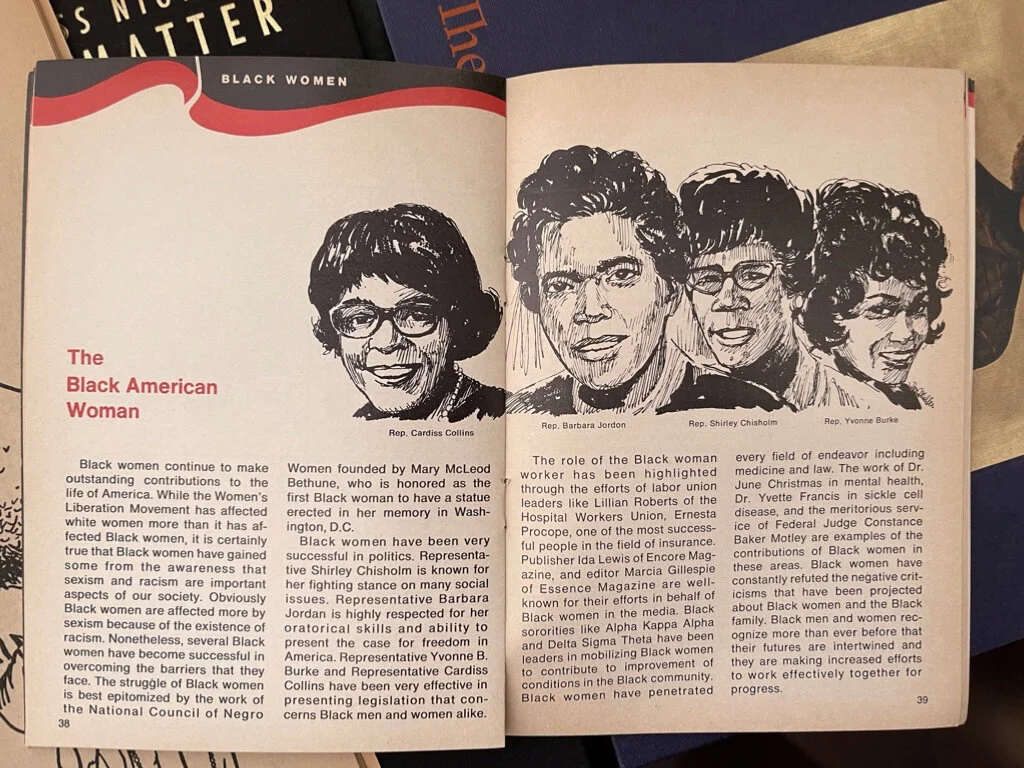 MATTER
The
BLACK WOMEN
The
Black American
Woman
Rep. Cardiss Collins
Black women continue to make
outstanding contributions to the
life of America. While the Women's
Liberation Movement has affected
white women more than it has af-
fected Black women, it is certainly
true that Black women have gained
some from the awareness that
sexism and racism are important
aspects of our society. Obviously
Black women are affected more by
sexism because of the existence of
racism. Nonetheless, several Black
women have become successful in
overcoming the barriers that they
face. The struggle of Black women
is best epitomized by the work of
the National Council of Negro
38
Women founded by Mary McLeod
Bethune, who is honored as the
first Black woman to have a statue
erected in her memory in Wash-
ington, D.C.
Black women have been very
successful in politics. Representa-
tive Shirley Chisholm is known for
her fighting stance on many social
issues. Representative Barbara
Jordan is highly respected for her
oratorical skills and ability to
present the case for freedom in
America. Representative Yvonne B.
Burke and Representative Cardiss
Collins have been very effective in
presenting legislation that con-
cerns Black men and women alike.
Rep. Barbara Jordon
Rep. Shirley Chisholm
Rep. Yvonne Burke
The role of the Black woman
worker has been highlighted
through the efforts of labor union
leaders like Lillian Roberts of the
Hospital Workers Union, Ernesta
Procope, one of the most success-
ful people in the field of insurance.
Publisher Ida Lewis of Encore Mag-
azine, and editor Marcia Gillespie
of Essence Magazine are well-
known for their efforts in behalf of
Black women in the media. Black
sororities like Alpha Kappa Alpha
and Delta Sigma Theta have been
leaders in mobilizing Black women
to contribute to improvement of
conditions in the Black community.
Black women have penetrated
every field of endeavor including
medicine and law. The work of Dr.
June Christmas in mental health,
Dr. Yvette Francis in sickle cell
disease, and the meritorious serv-
ice of Federal Judge Constance
Baker Motley are examples of the
contributions of Black women in
these areas. Black women have
constantly refuted the negative crit-
icisms that have been projected
about Black women and the Black
family. Black men and women rec-
ognize more than ever before that
their futures are intertwined and
they are making increased efforts
to work effectively together for
progress.
39